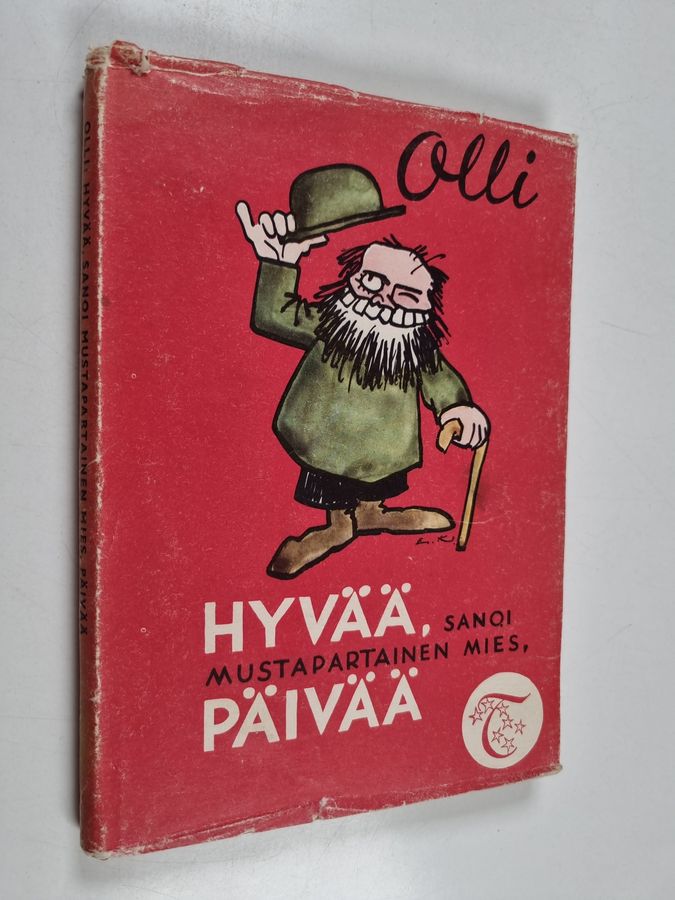 Olli
HYVÄÄ, SANOI
MUSTAPARTAINEN MIES,
PÄIVÄÄ
T
E. K.
OLLI: HYVÄÄ, SANOI MUSTAPARTAINEN MIES, PÄIVÄÄ